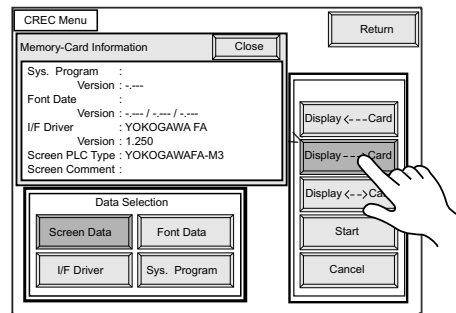 CREC Menu
Return
Memory-Card Information
Close
Sys. Program :
Version : -.---
Font Date :
Version : -.--- / -.--- / -.---
I/F Driver : YOKOGAWA FA
Version : 1.250
Screen PLC Type : YOKOGAWAFA-M3
Screen Comment :
Display <---Card
Display ---> Card
Display <-->Ca
Data Selection
Screen Data
Font Data
Start
I/F Driver
Sys. Program
Cancel